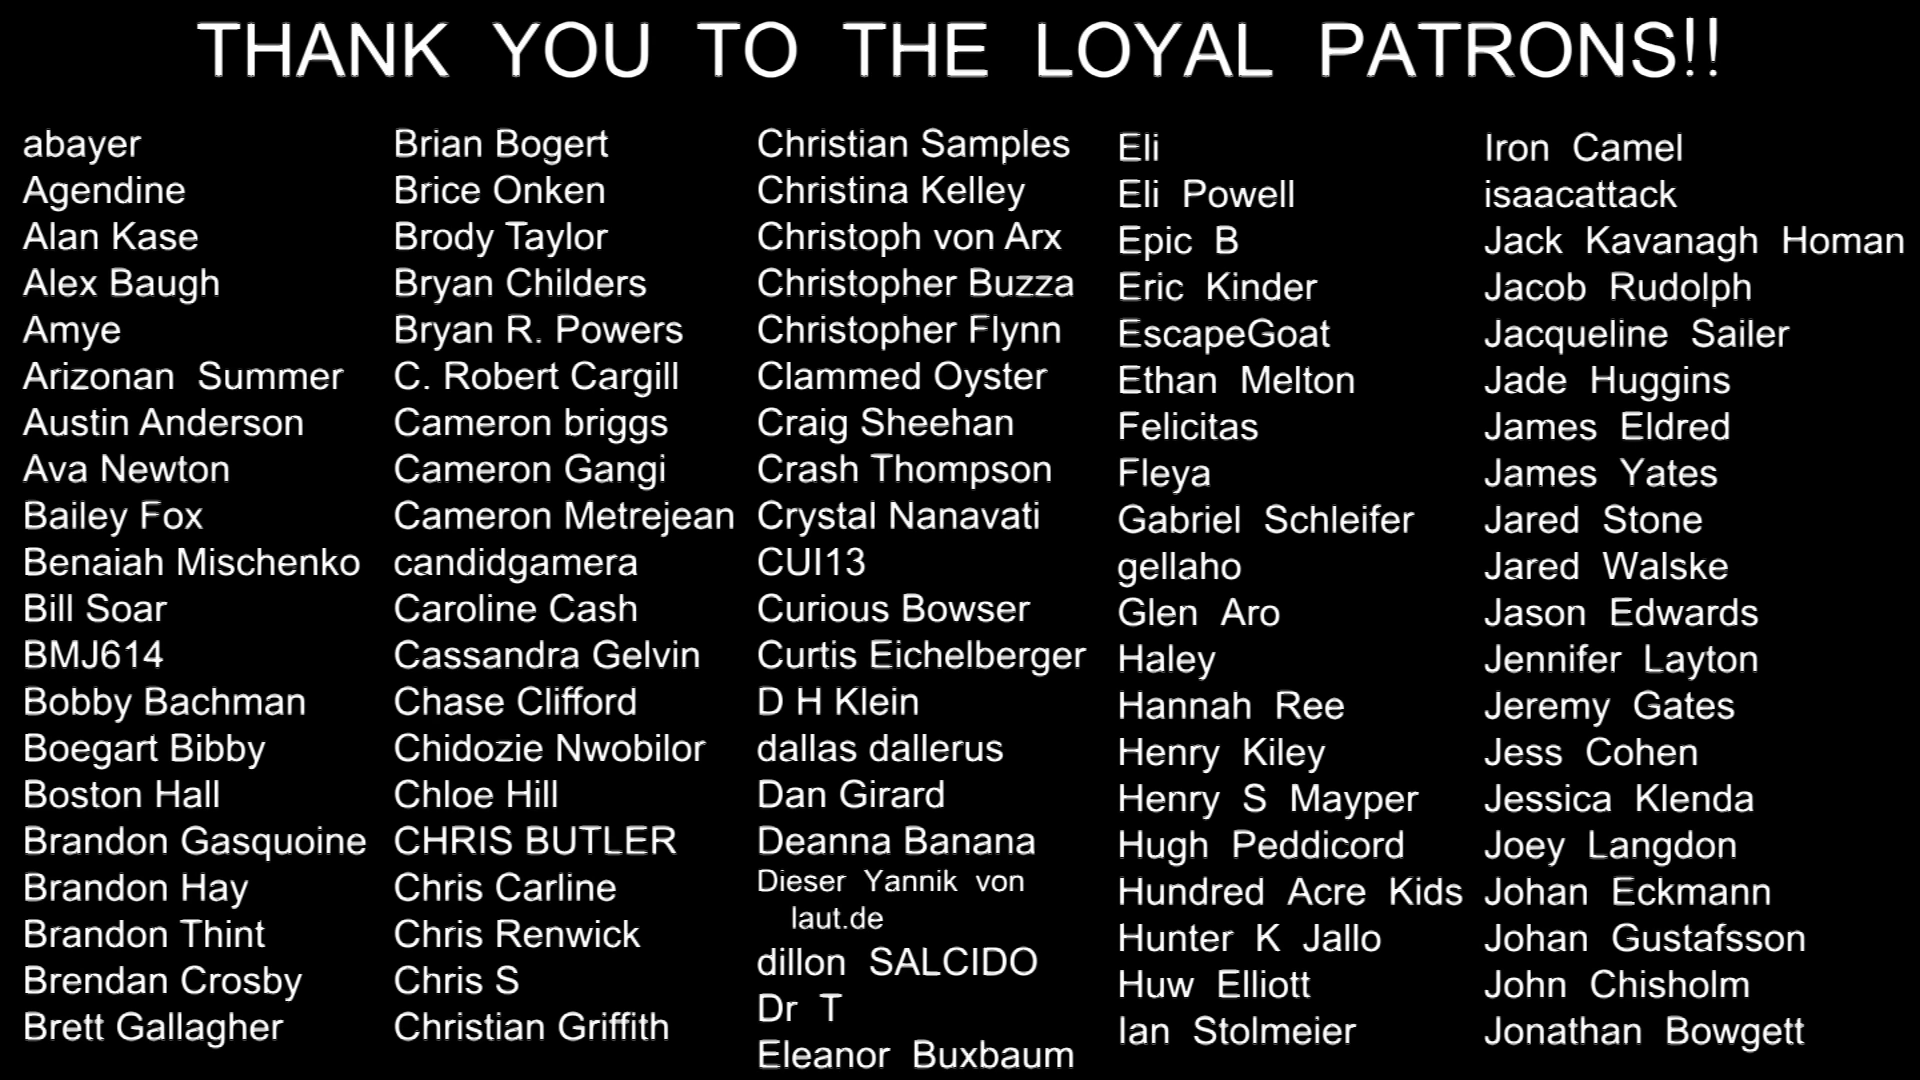 THANK YOU TO THE LOYAL PATRONS!!
abayer
Agendine
Alan Kase
Alex Baugh
Amye
Arizonan Summer
Austin Anderson
Ava Newton
Bailey Fox
Benaiah Mischenko
Bill Soar
BMJ614
Bobby Bachman
Boegart Bibby
Boston Hall
Brandon Gasquoine
Brandon Hay
Brandon Thint
Brendan Crosby
Brett Gallagher
Brian Bogert
Brice Onken
Brody Taylor
Bryan Childers
Bryan R. Powers
C. Robert Cargill
Cameron briggs
Cameron Gangi
Cameron Metrejean
candidgamera
Caroline Cash
Cassandra Gelvin
Chase Clifford
Chidozie Nwobilor
Chloe Hill
CHRIS BUTLER
Chris Carline
Chris Renwick
Chris S
Christian Griffith
Christian Samples
Christina Kelley
Christoph von Arx
Christopher Buzza
Christopher Flynn
Clammed Oyster
Craig Sheehan
Crash Thompson
Crystal Nanavati
CUI13
Curious Bowser
Curtis Eichelberger
D H Klein
dallas dallerus
Dan Girard
Deanna Banana
Dieser Yannik von
laut.de
dillon SALCIDO
Dr T
Eleanor Buxbaum
Eli
Eli Powell
Epic B
Eric Kinder
EscapeGoat
Ethan Melton
Felicitas
Fleya
Gabriel Schleifer
gellaho
Glen Aro
Haley
Hannah Ree
Henry Kiley
Henry S Mayper
Hugh Peddicord
Hundred Acre Kids
Hunter K Jallo
Huw Elliott
Ian Stolmeier
Iron Camel
isaacattack
Jack Kavanagh Homan
Jacob Rudolph
Jacqueline Sailer
Jade Huggins
James Eldred
James Yates
Jared Stone
Jared Walske
Jason Edwards
Jennifer Layton
Jeremy Gates
Jess Cohen
Jessica Klenda
Joey Langdon
Johan Eckmann
Johan Gustafsson
John Chisholm
Jonathan Bowgett